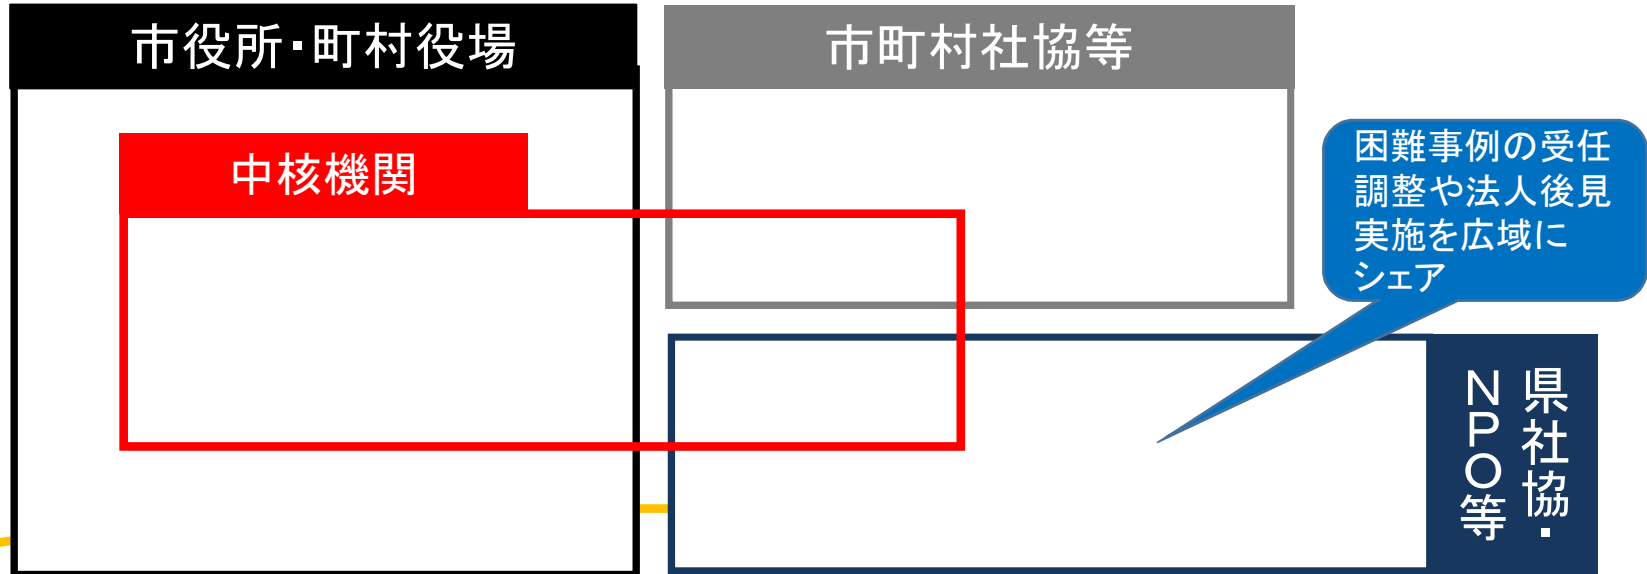 市役所・町村役場
市町村社協等
中核機関
困難事例の受任
調整や法人後見
実施を広域に
シェア
県社協・
ＮＰＯ等